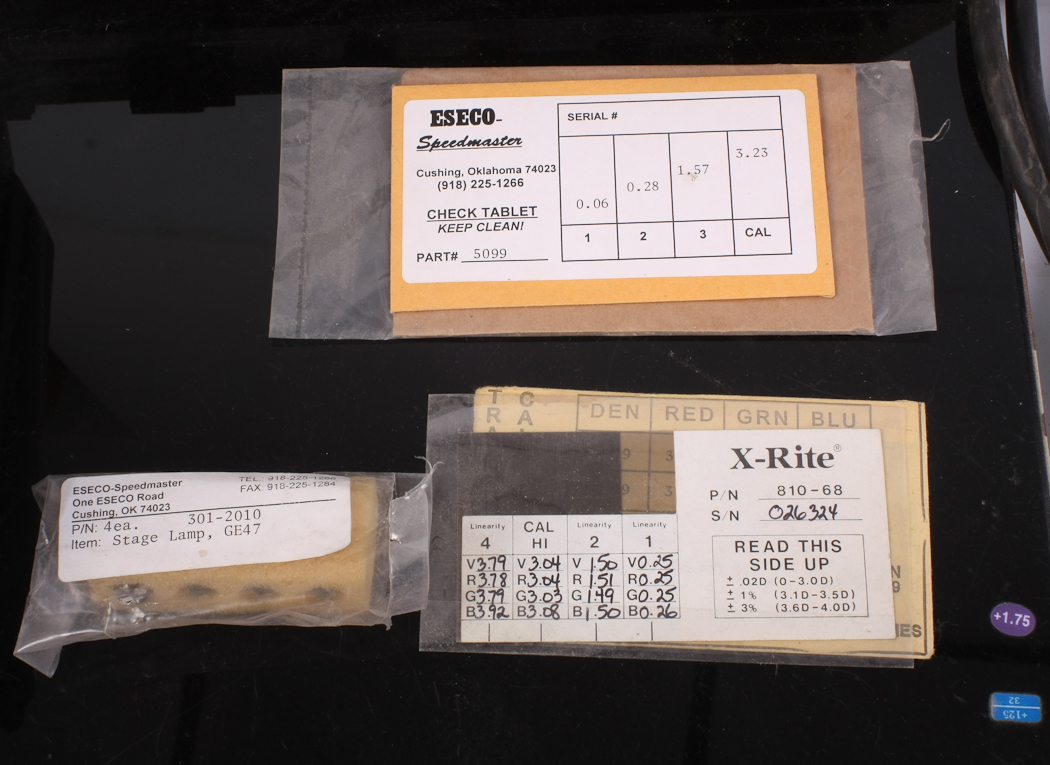 ESECO-
Speedmaster
Cushing, Oklahoma 74023
(918) 225-1266
CHECK TABLET
KEEP CLEAN!
PART# 5099
SERIAL #
0.06 0.28 1.57 3.23
1 2 3 CAL
ESECO-Speedmaster
One ESECO Road
Cushing, OK 74023
TEL.: 918-225-1266
FAX: 918-225-1284
P/N: 4ea. 301-2010
Item: Stage Lamp, GE47
DEN RED GRN BLU
X-Rite®
P/N 810-68
S/N 026324
READ THIS
SIDE UP
± .02D (0-3.0D)
± 1% (3.1D-3.5D)
± 3% (3.6D-4.0D)
Linearity CAL Linearity Linearity
4 HI 2 1
V3.79 V3.04 V1.50 V0.25
R3.78 R3.04 R1.51 R0.25
G3.79 G3.03 G1.49 G0.25
B3.92 B3.08 B1.50 B0.26
+1.75
+125
32